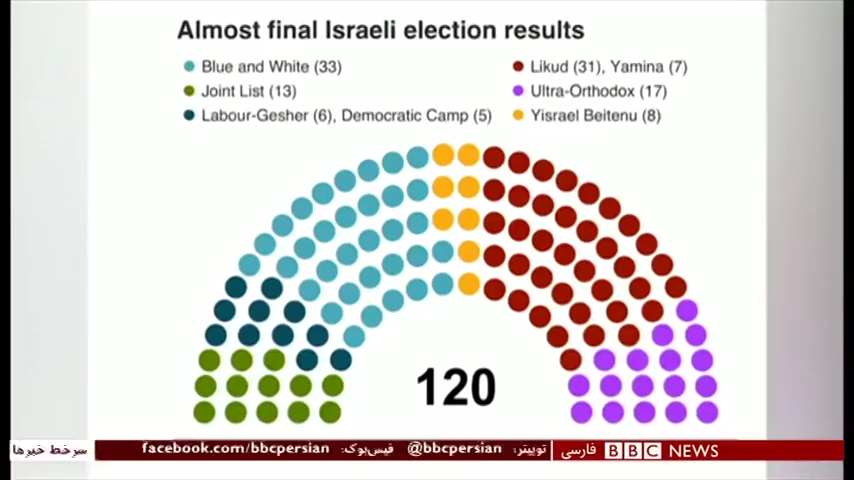 Almost final Israeli election results
Blue and White (33)
Likud (31), Yamina (7)
Joint List (13)
Ultra-Orthodox (17)
Labour-Gesher (6), Democratic Camp (5)
Yisrael Beitenu (8)
120
سرخط خبرها
facebook.com/bbcpersian فیس‌بوک: @bbcpersian توییتر: فارسی BBC NEWS